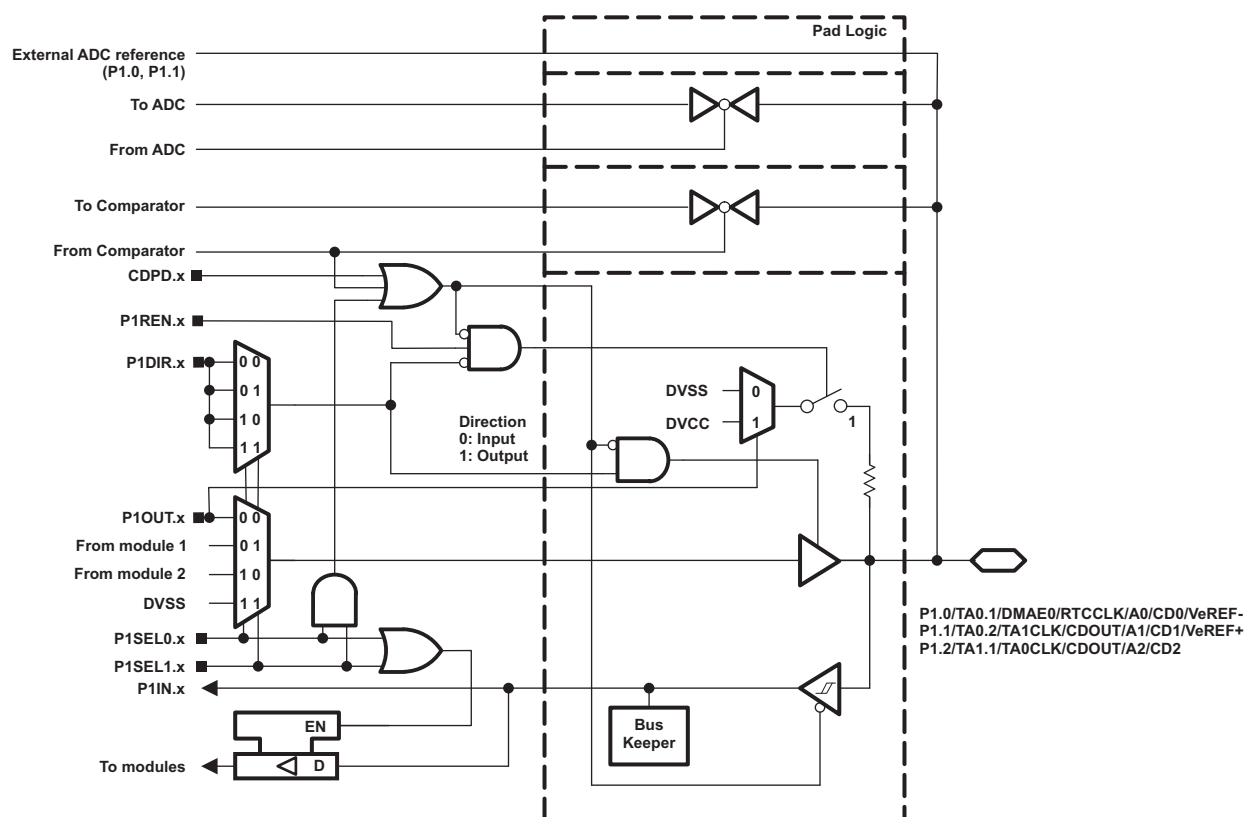 Pad Logic
External ADC reference
(P1.0, P1.1)
To ADC
From ADC
To Comparator
From Comparator
CDPD.x
P1REN.x
P1DIR.x
0 0
0 1
1 0
1 1
Direction
0: Input
1: Output
DVSS
0
DVCC
1
1
P1OUT.x
0 0
From module 1
0 1
From module 2
1 0
DVSS
1 1
P1SEL0.x
P1SEL1.x
P1IN.x
EN
D
To modules
Bus
Keeper
P1.0/TA0.1/DMAE0/RTCCLK/A0/CD0/VeREF-
P1.1/TA0.2/TA1CLK/CDOUT/A1/CD1/VeREF+
P1.2/TA1.1/TA0CLK/CDOUT/A2/CD2